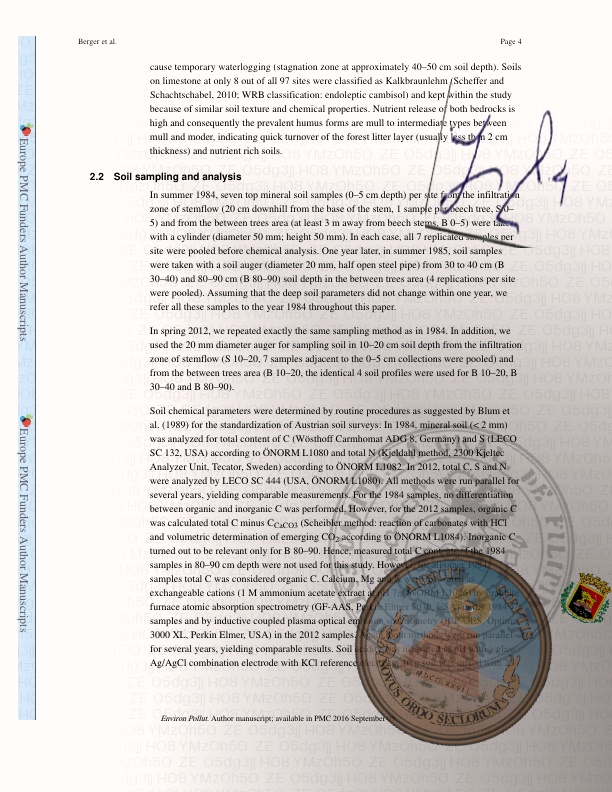 Berger et al.
Page 4
cause temporary waterlogging (stagnation zone at approximately 40–50 cm soil depth). Soils
on limestone at only 8 out of all 97 sites were classified as Kalkbraunlehm (Scheffer and
Schachtschabel, 2010; WRB classification: endoleptic cambisol) and kept within the study
because of similar soil texture and chemical properties. Nutrient release of both bedrocks is
high and consequently the prevalent humus forms are mull to intermediate types between
mull and moder, indicating quick turnover of the forest litter layer (usually less than 2 cm
thickness) and nutrient rich soils.
2.2 Soil sampling and analysis
In summer 1984, seven top mineral soil samples (0–5 cm depth) per site from the infiltration
zone of stemflow (20 cm downhill from the base of the stem, 1 sample per beech tree, S 0–
5) and from the between trees area (at least 3 m away from beech stems, B 0–5) were taken
with a cylinder (diameter 50 mm; height 50 mm). In each case, all 7 replicated samples per
site were pooled before chemical analysis. One year later, in summer 1985, soil samples
were taken with a soil auger (diameter 20 mm, half open steel pipe) from 30 to 40 cm (B
30–40) and 80–90 cm (B 80–90) soil depth in the between trees area (4 replications per site
were pooled). Assuming that the deep soil parameters did not change within one year, we
refer all these samples to the year 1984 throughout this paper.
In spring 2012, we repeated exactly the same sampling method as in 1984. In addition, we
used the 20 mm diameter auger for sampling soil in 10–20 cm soil depth from the infiltration
zone of stemflow (S 10–20, 7 samples adjacent to the 0–5 cm collections were pooled) and
from the between trees area (B 10–20, the identical 4 soil profiles were used for B 10–20, B
30–40 and B 80–90).
Soil chemical parameters were determined by routine procedures as suggested by Blum et
al. (1989) for the standardization of Austrian soil surveys: In 1984, mineral soil (< 2 mm)
was analyzed for total content of C (Wösthoff Carmhomat ADG 8, Germany) and S (LECO
SC 132, USA) according to ÖNORM L1080 and total N (Kjeldahl method, 2300 Kjeltec
Analyzer Unit, Tecator, Sweden) according to ÖNORM L1082. In 2012, total C, S and N
were analyzed by LECO SC 444 (USA, ÖNORM L1080). All methods were run parallel for
several years, yielding comparable measurements. For the 1984 samples, no differentiation
between organic and inorganic C was performed. However, for the 2012 samples, organic C
was calculated total C minus C CaCO3 (Scheibler method: reaction of carbonates with HCl
and volumetric determination of emerging CO2 according to ÖNORM L1084). Inorganic C
turned out to be relevant only for B 80–90. Hence, measured total C contents of the 1984
samples in 80–90 cm depth were not used for this study. However,
samples total C was considered organic C. Calcium, Mg and
exchangeable cations (1 M ammonium acetate extract
furnace atomic absorption spectrometry (GF-AAS,
samples and by inductive coupled plasma optical
3000 XL, Perkin Elmer, USA) in the 2012 samples.
for several years, yielding comparable results. Soil
Ag/AgCl combination electrode with KCl reference
Environ Pollut. Author manuscript; available in PMC 2016 September
Europe PMC Funders Author Manuscripts
Europe PMC Funders Author Manuscripts
NOVUS ORDO SECLORUM
MDCCLXXVI
HO8 YMzOh5O ZE O5dg3jj